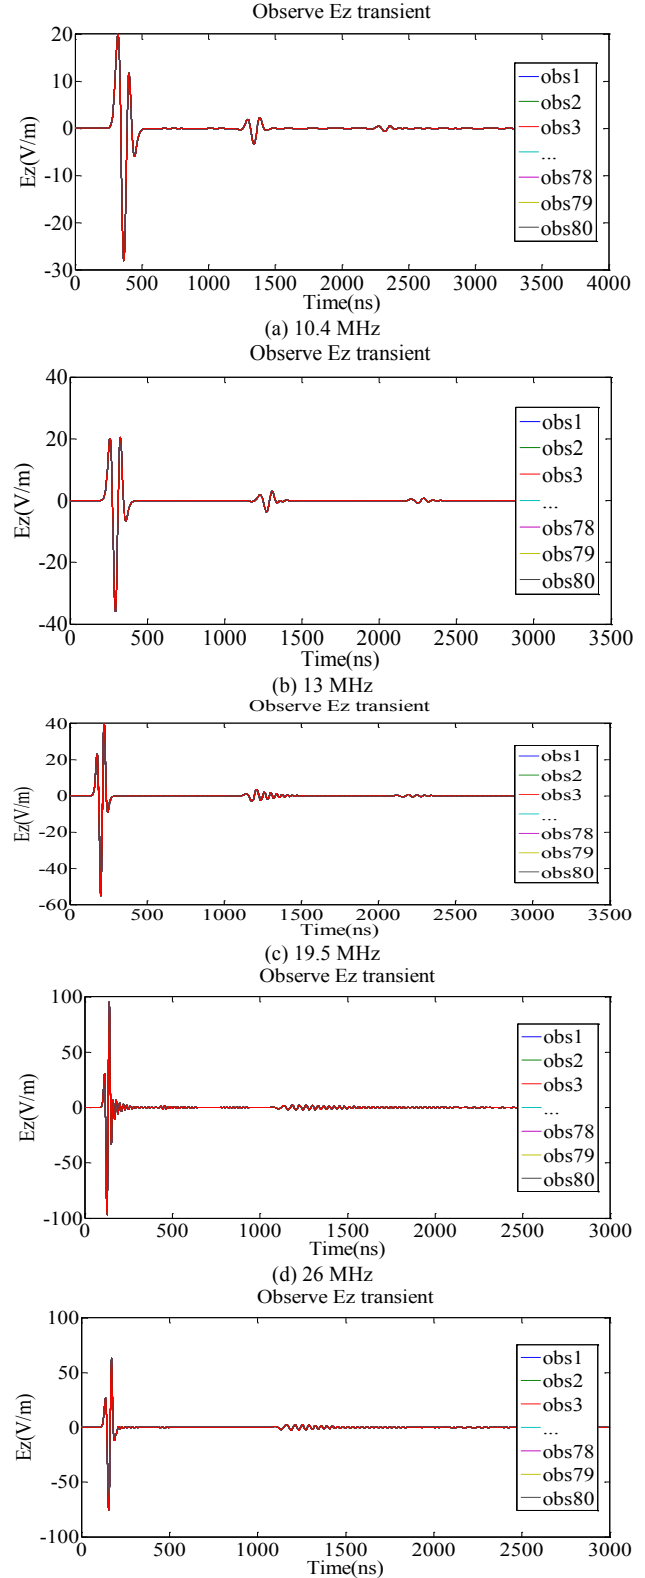 Observe Ez transient
20
10
0
-10
-20
-30
Ez(V/m)
obs1
obs2
obs3
...
obs78
obs79
obs80
0 500 1000 1500 2000 2500 3000 3500 4000
Time(ns)
(a) 10.4 MHz
Observe Ez transient
40
20
0
-20
-40
Ez(V/m)
obs1
obs2
obs3
...
obs78
obs79
obs80
0 500 1000 1500 2000 2500 3000 3500
Time(ns)
(b) 13 MHz
Observe Ez transient
40
20
0
-20
-40
-60
Ez(V/m)
obs1
obs2
obs3
...
obs78
obs79
obs80
0 500 1000 1500 2000 2500 3000 3500
Time(ns)
(c) 19.5 MHz
Observe Ez transient
100
50
0
-50
-100
Ez(V/m)
obs1
obs2
obs3
...
obs78
obs79
obs80
0 500 1000 1500 2000 2500 3000
Time(ns)
(d) 26 MHz
Observe Ez transient
100
50
0
-50
-100
Ez(V/m)
obs1
obs2
obs3
...
obs78
obs79
obs80
0 500 1000 1500 2000 2500 3000
Time(ns)